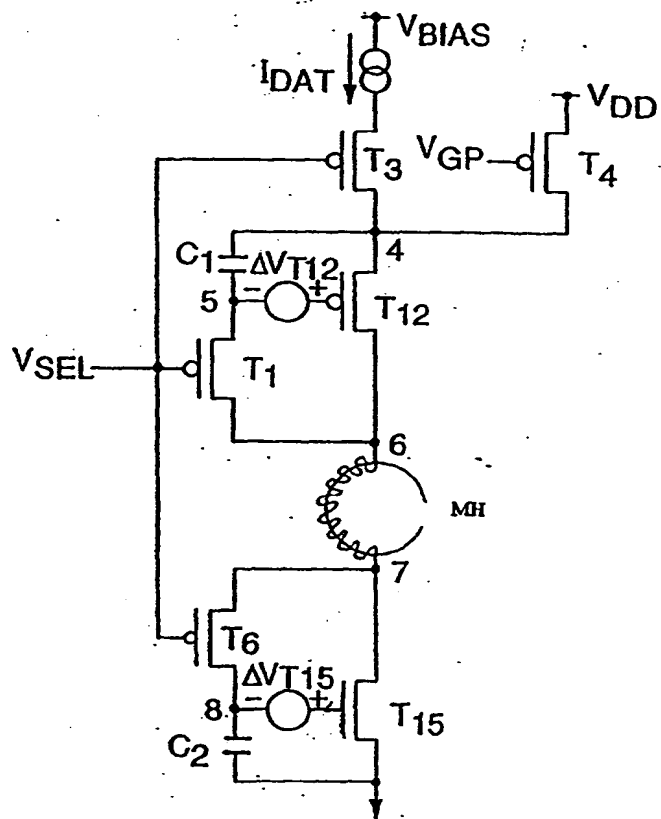 VBIAS
IDAT
VDD
T3
VGP
T4
4
C1
ΔVT12
5
- +
T12
VSEL
T1
6
MH
7
T6
ΔVT15
8
- +
T15
C2